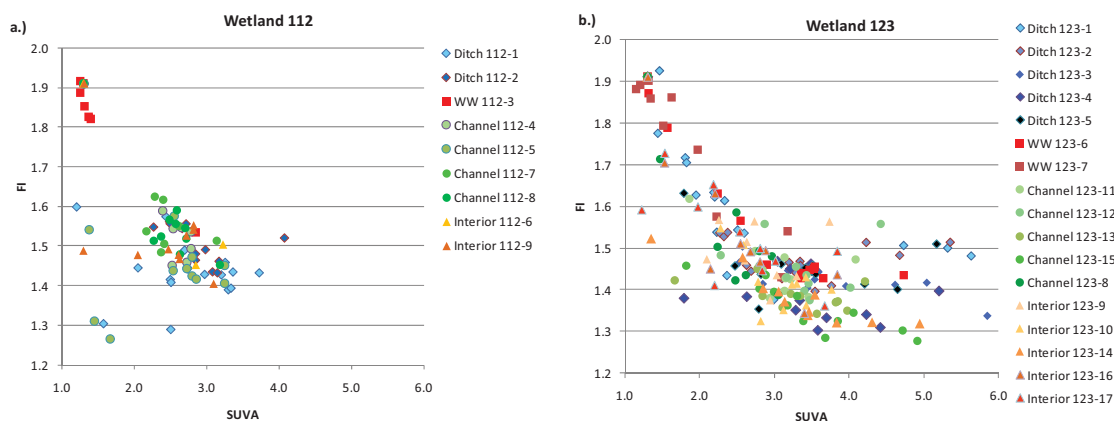 a.)
Wetland 112
FI
2.0
1.9
1.8
1.7
1.6
1.5
1.4
1.3
1.2
1.0 2.0 3.0 4.0 5.0 6.0
SUVA
Ditch 112-1
Ditch 112-2
WW 112-3
Channel 112-4
Channel 112-5
Channel 112-7
Channel 112-8
Interior 112-6
Interior 112-9
b.)
Wetland 123
FI
2.0
1.9
1.8
1.7
1.6
1.5
1.4
1.3
1.2
1.0 2.0 3.0 4.0 5.0 6.0
SUVA
Ditch 123-1
Ditch 123-2
Ditch 123-3
Ditch 123-4
Ditch 123-5
WW 123-6
WW 123-7
Channel 123-11
Channel 123-12
Channel 123-13
Channel 123-15
Channel 123-8
Interior 123-9
Interior 123-10
Interior 123-14
Interior 123-16
Interior 123-17